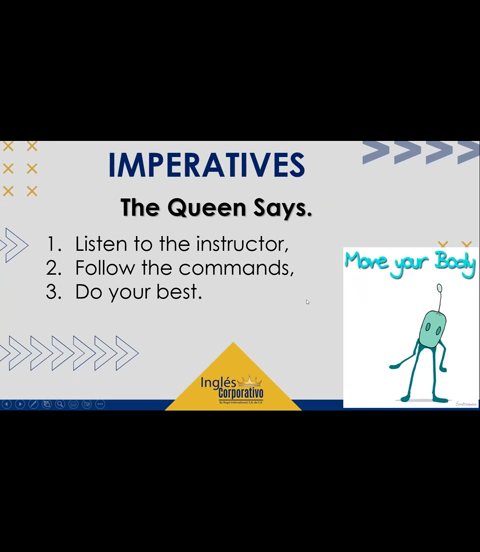 IMPERATIVES
The Queen Says.
1. Listen to the instructor,
2. Follow the commands,
3. Do your best.
Move your Body
Inglés
Corporativo